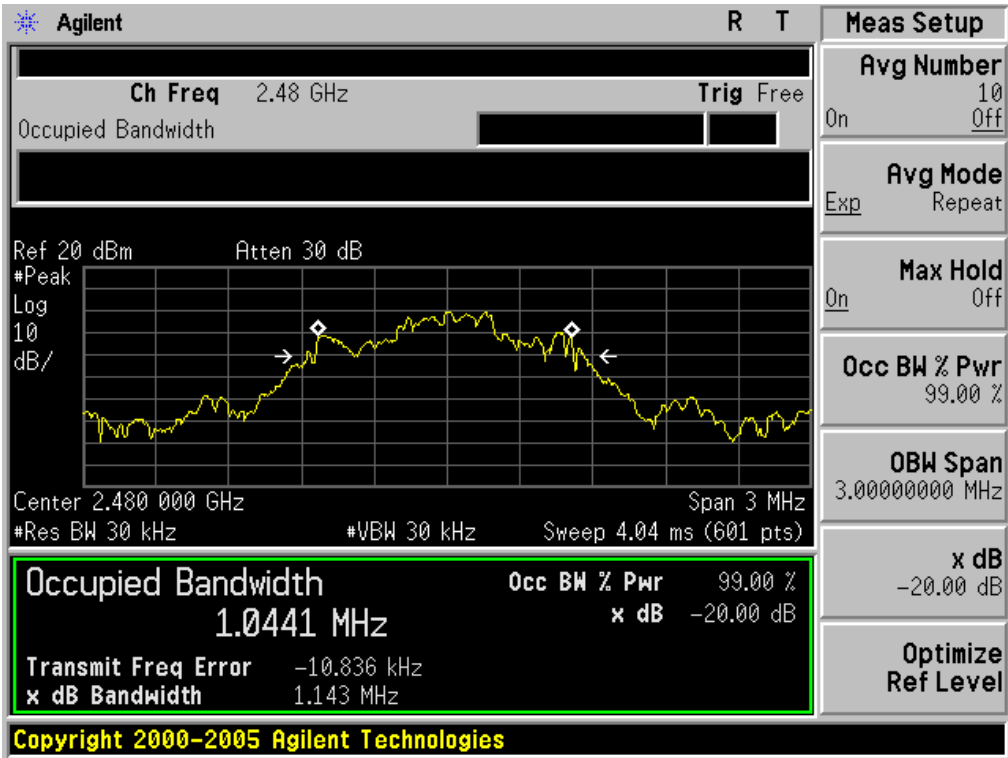 Agilent R T
Ch Freq 2.48 GHz Trig Free
Occupied Bandwidth
Ref 20 dBm Atten 30 dB
#Peak
Log
10
dB/
Center 2.480 000 GHz Span 3 MHz
#Res BW 30 kHz #VBW 30 kHz Sweep 4.04 ms (601 pts)
Occupied Bandwidth Occ BW % Pwr 99.00 %
1.0441 MHz x dB -20.00 dB
Transmit Freq Error -10.836 kHz
x dB Bandwidth 1.143 MHz
Copyright 2000-2005 Agilent Technologies
Meas Setup
Avg Number
10
On Off
Avg Mode
Exp Repeat
Max Hold
On Off
Occ BW % Pwr
99.00 %
OBW Span
3.00000000 MHz
x dB
-20.00 dB
Optimize
Ref Level